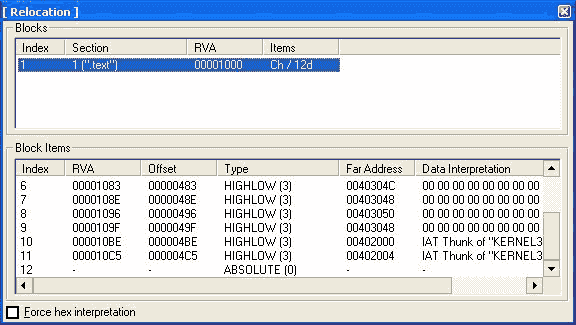 [ Relocation ]
Blocks
Index Section RVA Items
1 1 (".text") 00001000 Ch / 12d
Block Items
Index RVA Offset Type Far Address Data Interpretation
6 00001083 00000483 HIGHLOW (3) 0040304C 00 00 00 00 00 00 00 00
7 0000108E 0000048E HIGHLOW (3) 00403048 00 00 00 00 00 00 00 00
8 00001096 00000496 HIGHLOW (3) 00403050 00 00 00 00 00 00 00 00
9 0000109F 0000049F HIGHLOW (3) 00403048 00 00 00 00 00 00 00 00
10 000010BE 000004BE HIGHLOW (3) 00402000 IAT Thunk of "KERNEL3
11 000010C5 000004C5 HIGHLOW (3) 00402004 IAT Thunk of "KERNEL3
12 - - ABSOLUTE (0) - -
Force hex interpretation